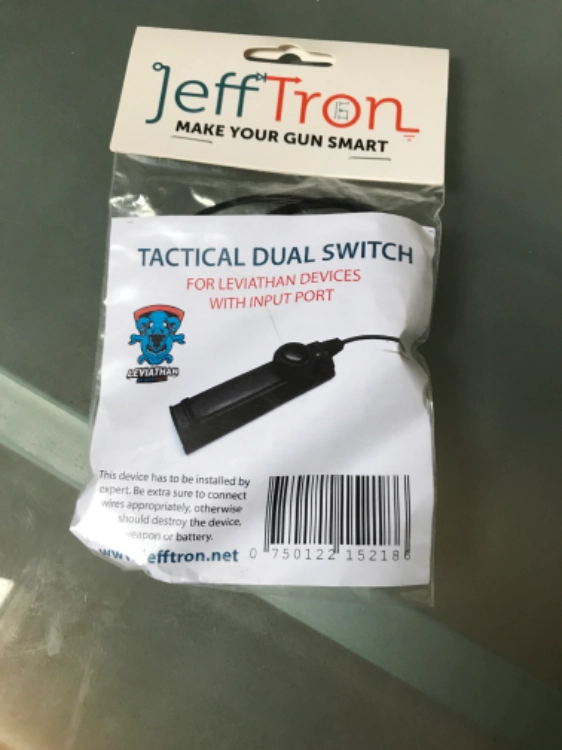 JeffTron
MAKE YOUR GUN SMART
TACTICAL DUAL SWITCH
FOR LEVIATHAN DEVICES
WITH INPUT PORT
LEVIATHAN
This device has to be installed by
expert. Be extra sure to connect
wires appropriately, otherwise
should destroy the device,
weapon or battery.
www.jefftron.net
0 750122 152186